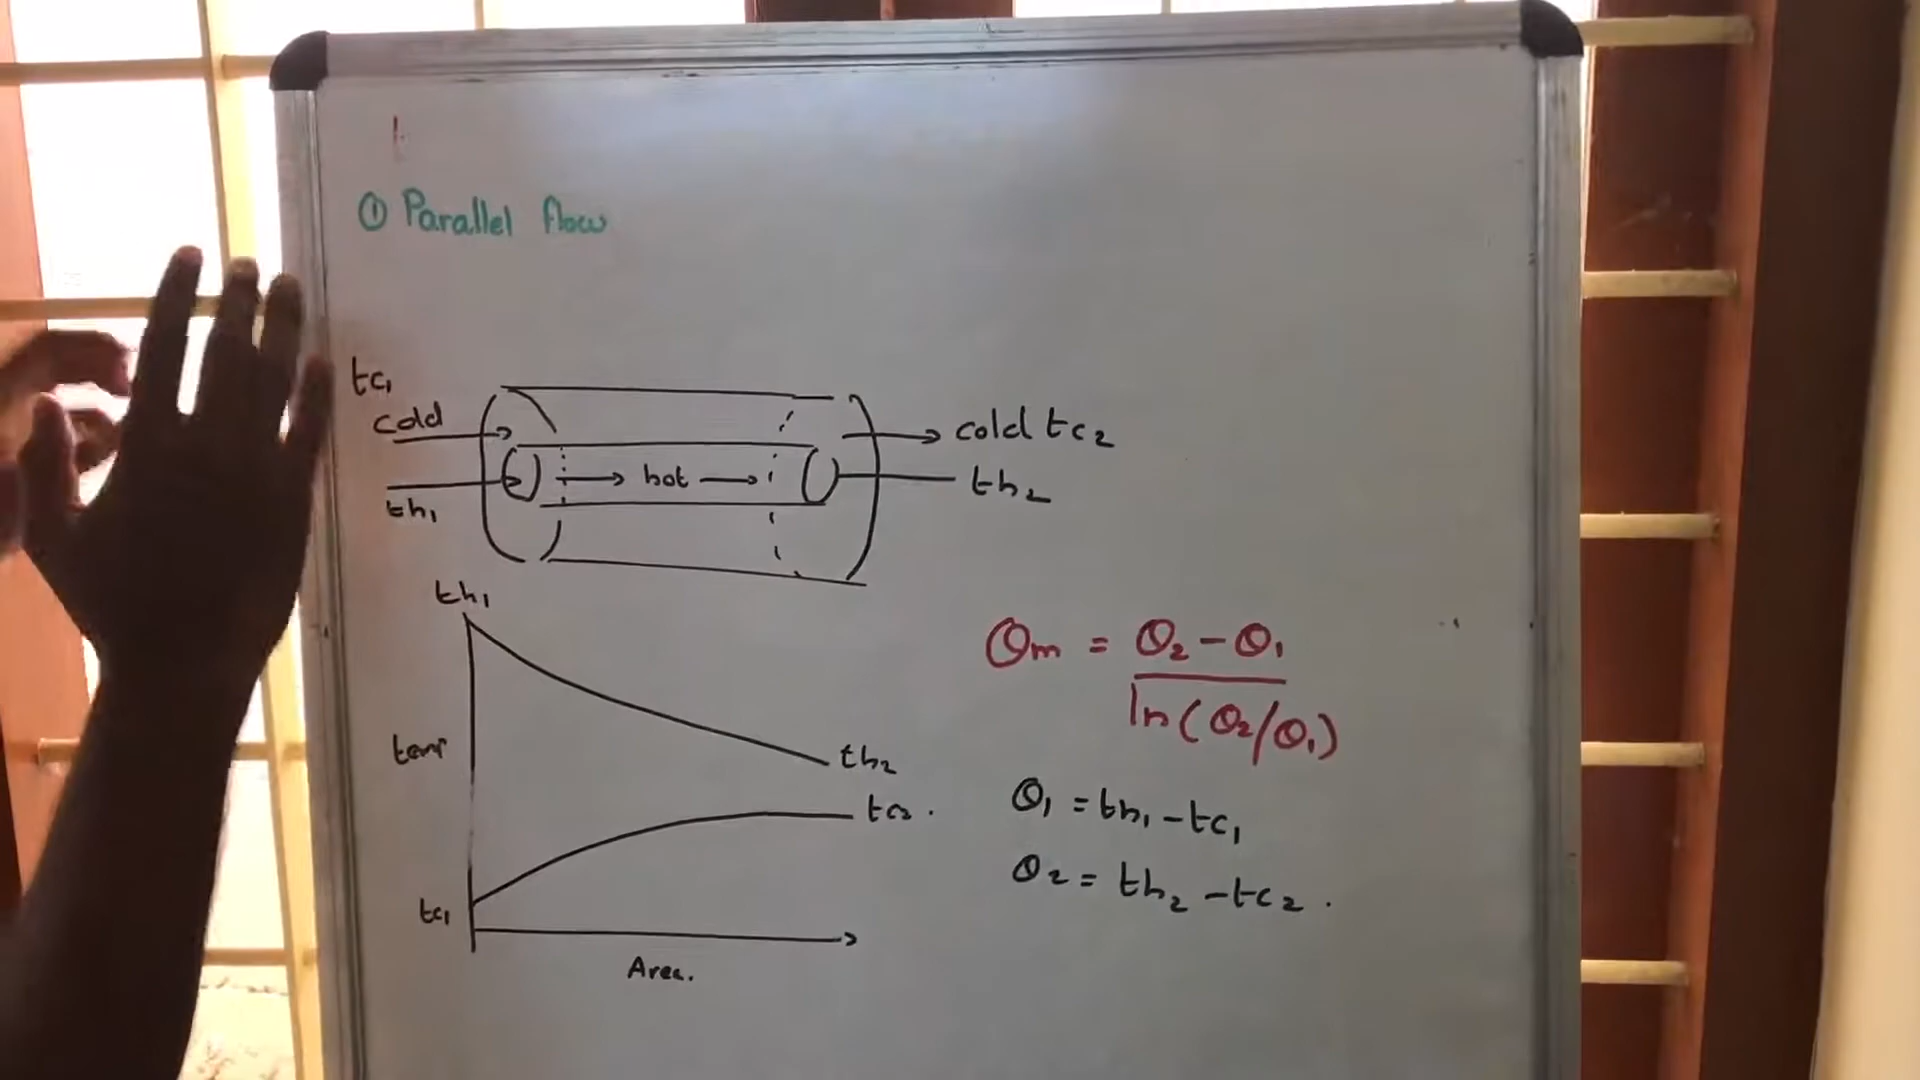 ① Parallel flow
tc₁
cold
th₁
hot
cold tc₂
th₂
th₁
temp
th₂
tc₂.
tc₁
Area.
θm = θ₂ - θ₁
ln(θ₂/θ₁)
θ₁ = th₁ - tc₁
θ₂ = th₂ - tc₂.